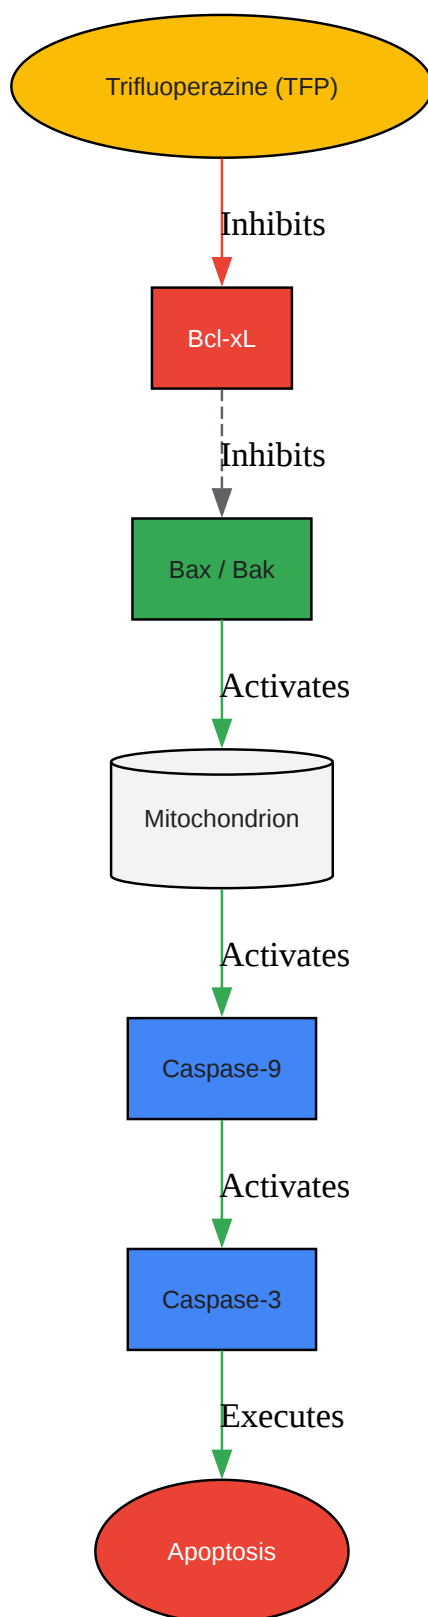 Trifluoperazine (TFP)
Inhibits
Bcl-xL
Inhibits
Bax / Bak
Activates
Mitochondrion
Activates
Caspase-9
Activates
Caspase-3
Executes
Apoptosis